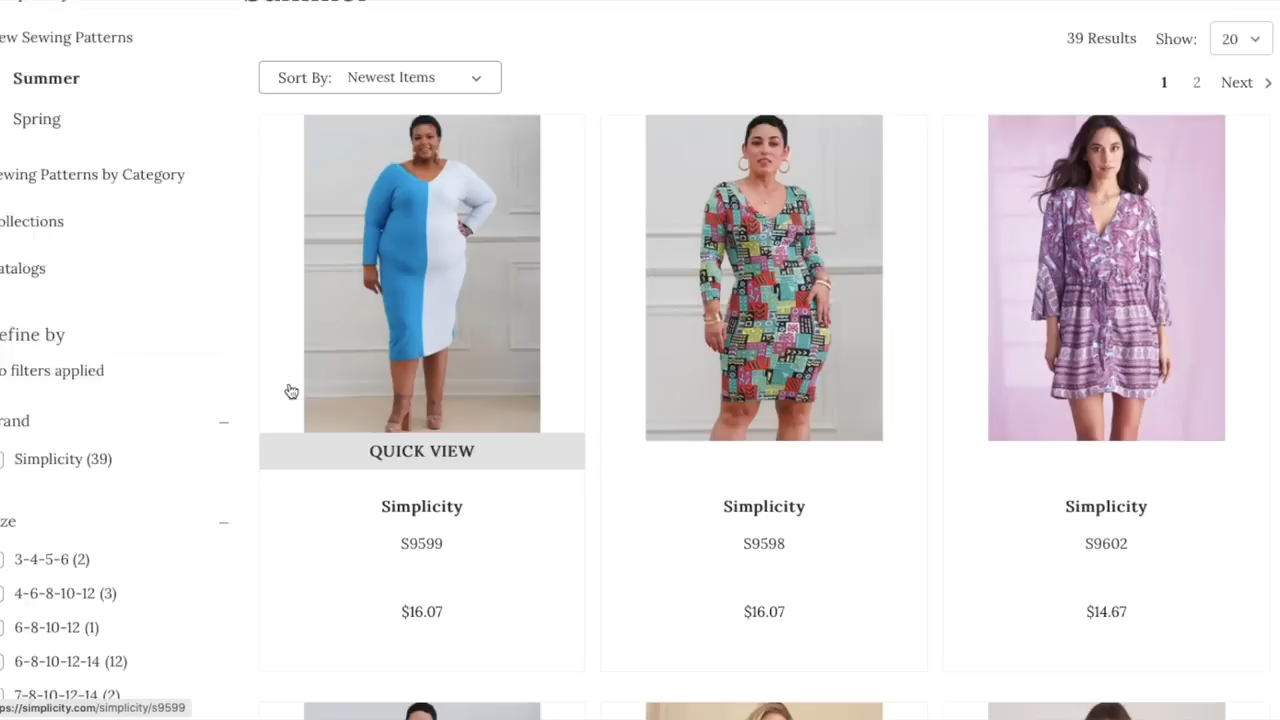 ew Sewing Patterns
Summer
Spring
ewing Patterns by Category
ollections
atalogs
efine by
o filters applied
rand
Simplicity (39)
ze
3-4-5-6 (2)
4-6-8-10-12 (3)
6-8-10-12 (1)
6-8-10-12-14 (12)
7-8-10-12-14 (2)
ps://simplicity.com/simplicity/s9599
39 Results Show: 20
Sort By: Newest Items
1 2 Next
QUICK VIEW
Simplicity
S9599
$16.07
Simplicity
S9598
$16.07
Simplicity
S9602
$14.67